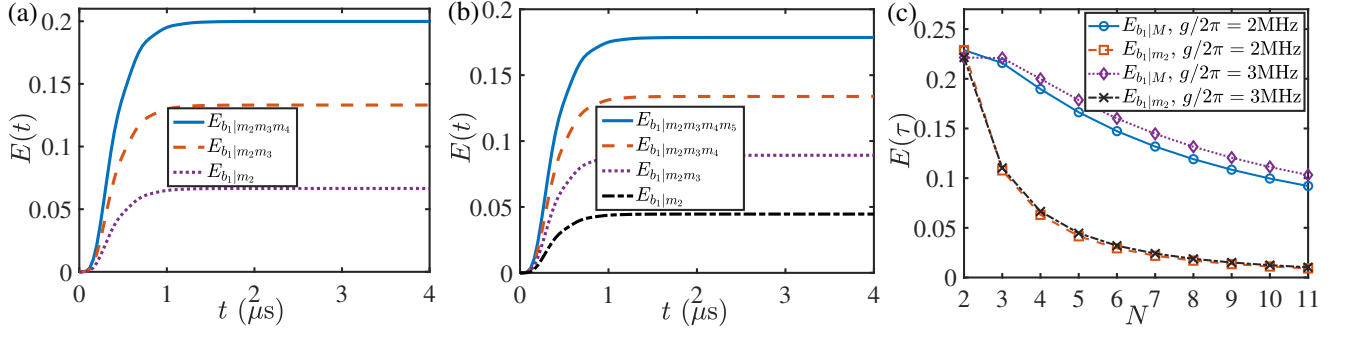 (a)
0.2
0.15
0.1
0.05
0
E(t)
E_{b_1|m_2m_3m_4}
E_{b_1|m_2m_3}
E_{b_1|m_2}
0 1 2 3 4
t (μs)
(b)
0.2
0.15
0.1
0.05
0
E(t)
E_{b_1|m_2m_3m_4m_5}
E_{b_1|m_2m_3m_4}
E_{b_1|m_2m_3}
E_{b_1|m_2}
0 1 2 3 4
t (μs)
(c)
0.25
0.2
0.15
0.1
0.05
0
E(τ)
E_{b_1|M}, g/2π = 2MHz
E_{b_1|m_2}, g/2π = 2MHz
E_{b_1|M}, g/2π = 3MHz
E_{b_1|m_2}, g/2π = 3MHz
2 3 4 5 6 7 8 9 10 11
N